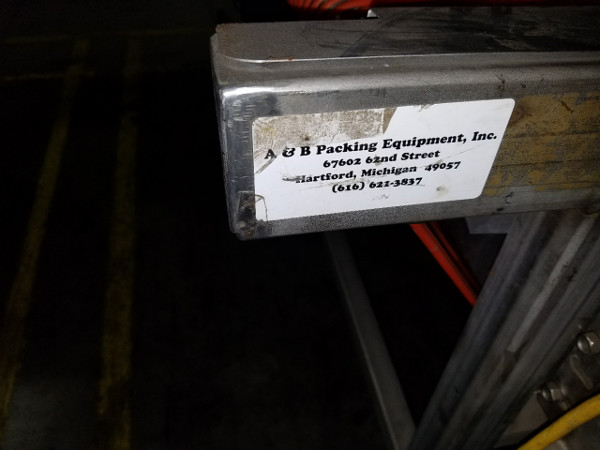 A & B Packing Equipment, Inc.
67602 62nd Street
Hartford, Michigan 49057
(616) 621-3837